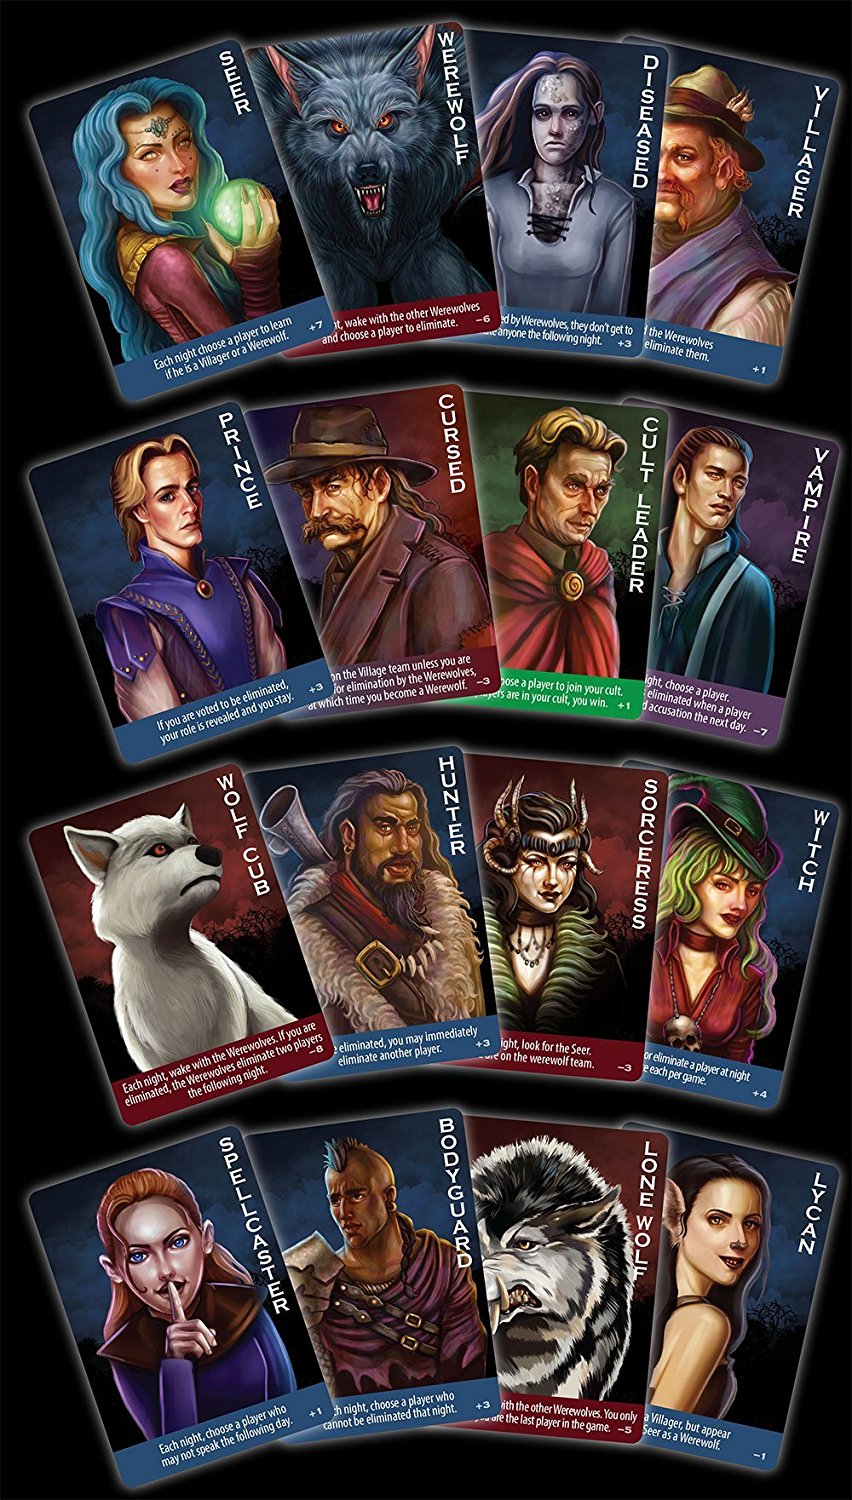 SEER
Each night choose a player to learn
if he is a Villager or a Werewolf.
+7
WEREWOLF
wake with the other Werewolves
and choose a player to eliminate.
-6
DISEASED
by Werewolves, they don't get to
anyone the following night.
+3
VILLAGER
the Werewolves
eliminate them.
+1
PRINCE
If you are voted to be eliminated,
your role is revealed and you stay.
+3
CURSED
on the Village team unless you are
for elimination by the Werewolves,
at which time you become a Werewolf.
-3
CULT LEADER
a player to join your cult.
are in your cult, you win.
+1
VAMPIRE
choose a player.
eliminated when a player
accusation the next day.
-7
WOLF CUB
Each night, wake with the Werewolves. If you are
eliminated, the Werewolves eliminate two players
the following night.
-8
HUNTER
eliminated, you may immediately
eliminate another player.
+3
SORCERESS
look for the Seer.
are on the werewolf team.
-3
WITCH
or eliminate a player at night
each per game.
+4
SPELLCASTER
Each night, choose a player who
may not speak the following day.
+1
BODYGUARD
night, choose a player who
cannot be eliminated that night.
+3
LONE WOLF
with the other Werewolves. You only
are the last player in the game.
-5
LYCAN
a Villager, but appear
Seer as a Werewolf.
-1